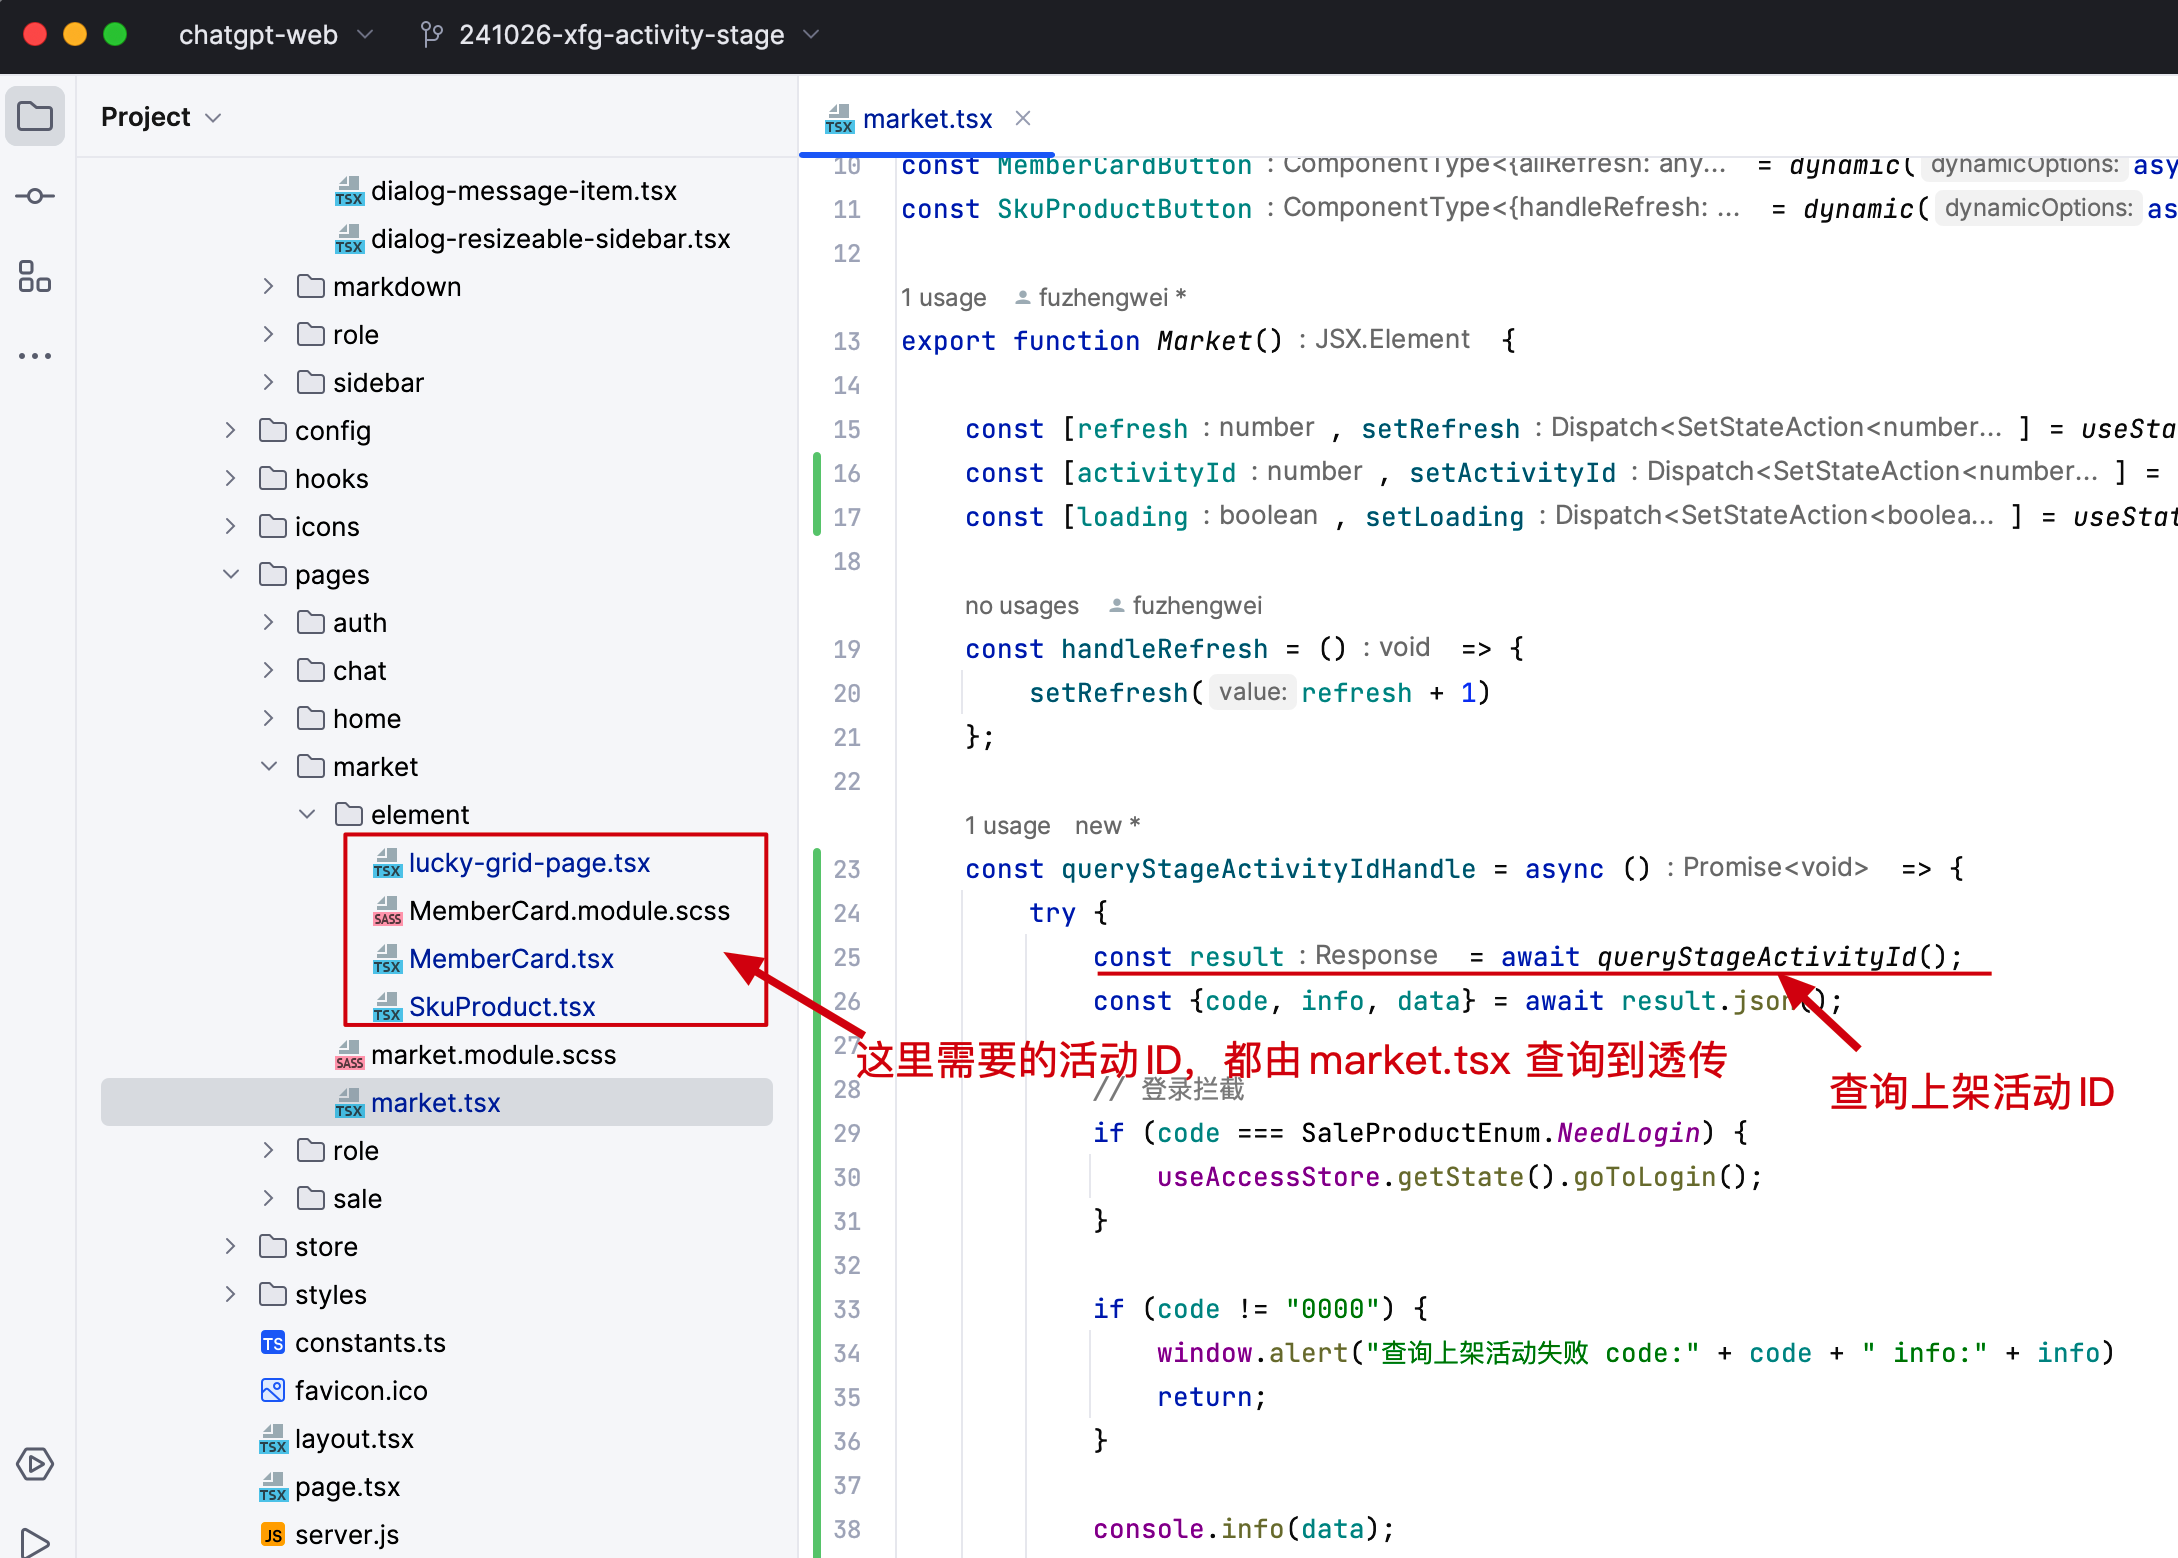 chatgpt-web
241026-xfg-activity-stage
Project
dialog-message-item.tsx
dialog-resizeable-sidebar.tsx
markdown
role
sidebar
config
hooks
icons
pages
auth
chat
home
market
element
lucky-grid-page.tsx
MemberCard.module.scss
MemberCard.tsx
SkuProduct.tsx
market.module.scss
market.tsx
role
sale
store
styles
constants.ts
favicon.ico
layout.tsx
page.tsx
server.js
market.tsx
10 const MemberCardButton : ComponentType<{allRefresh: any... = dynamic( dynamicOptions: asy
11 const SkuProductButton : ComponentType<{handleRefresh: ... = dynamic( dynamicOptions: as
12
1 usage fuzhengwei *
13 export function Market() : JSX.Element {
14
15 const [refresh : number , setRefresh : Dispatch<SetStateAction<number... ] = useSta
16 const [activityId : number , setActivityId : Dispatch<SetStateAction<number... ] =
17 const [loading : boolean , setLoading : Dispatch<SetStateAction<boolea... ] = useStat
18
no usages fuzhengwei
19 const handleRefresh = () : void => {
20 setRefresh( value: refresh + 1)
21 };
22
1 usage new *
23 const queryStageActivityIdHandle = async () : Promise<void> => {
24 try {
25 const result : Response = await queryStageActivityId();
26 const {code, info, data} = await result.json();
27
这里需要的活动ID，都由market.tsx 查询到透传
查询上架活动ID
28 // 登录拦截
29 if (code === SaleProductEnum.NeedLogin) {
30 useAccessStore.getState().goToLogin();
31 }
32
33 if (code != "0000") {
34 window.alert("查询上架活动失败 code:" + code + " info:" + info)
35 return;
36 }
37
38 console.info(data);